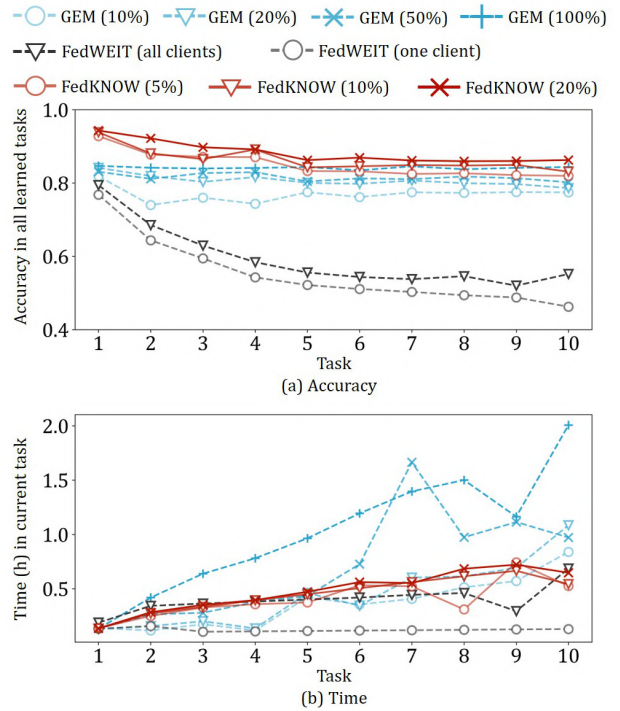 GEM (10%) GEM (20%) GEM (50%) GEM (100%)
FedWEIT (all clients) FedWEIT (one client)
FedKNOW (5%) FedKNOW (10%) FedKNOW (20%)
Accuracy in all learned tasks
1.0
0.8
0.6
0.4
1 2 3 4 5 6 7 8 9 10
Task
(a) Accuracy
Time (h) in current task
2.0
1.5
1.0
0.5
1 2 3 4 5 6 7 8 9 10
Task
(b) Time